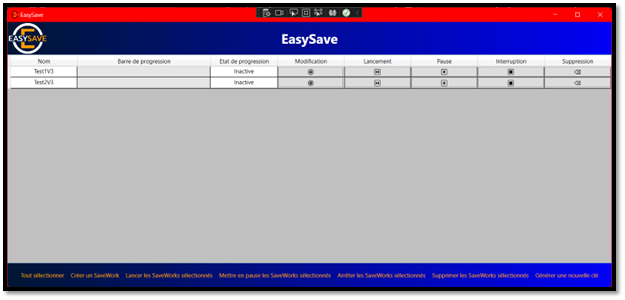 EasySave
EASYSAVE
EasySave
Nom Barre de progression Etat de progression Modification Lancement Pause Interruption Suppression
Test1V3 Inactive
Test2V3 Inactive
Tout sélectionner Créer un SaveWork Lancer les SaveWorks sélectionnés Mettre en pause les SaveWorks sélectionnés Arrêter les SaveWorks sélectionnés Supprimer les SaveWorks sélectionnés Générer une nouvelle clé